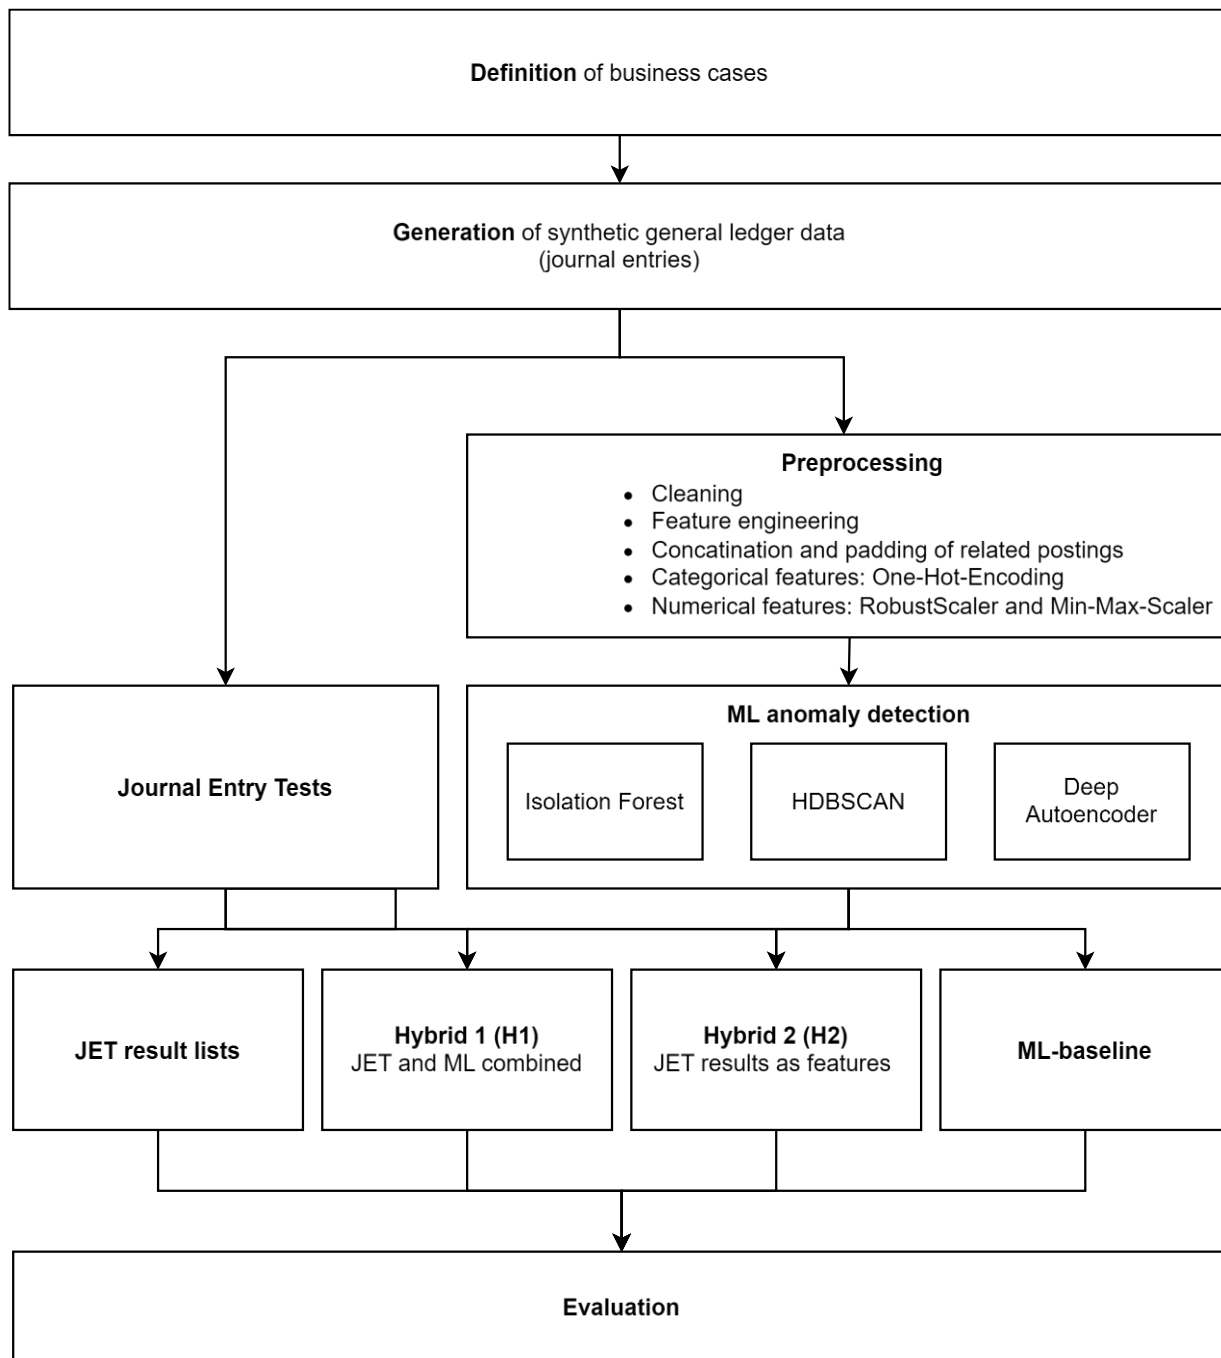 Definition of business cases
Generation of synthetic general ledger data
(journal entries)
Preprocessing
• Cleaning
• Feature engineering
• Concatination and padding of related postings
• Categorical features: One-Hot-Encoding
• Numerical features: RobustScaler and Min-Max-Scaler
Journal Entry Tests
ML anomaly detection
Isolation Forest
HDBSCAN
Deep
Autoencoder
JET result lists
Hybrid 1 (H1)
JET and ML combined
Hybrid 2 (H2)
JET results as features
ML-baseline
Evaluation